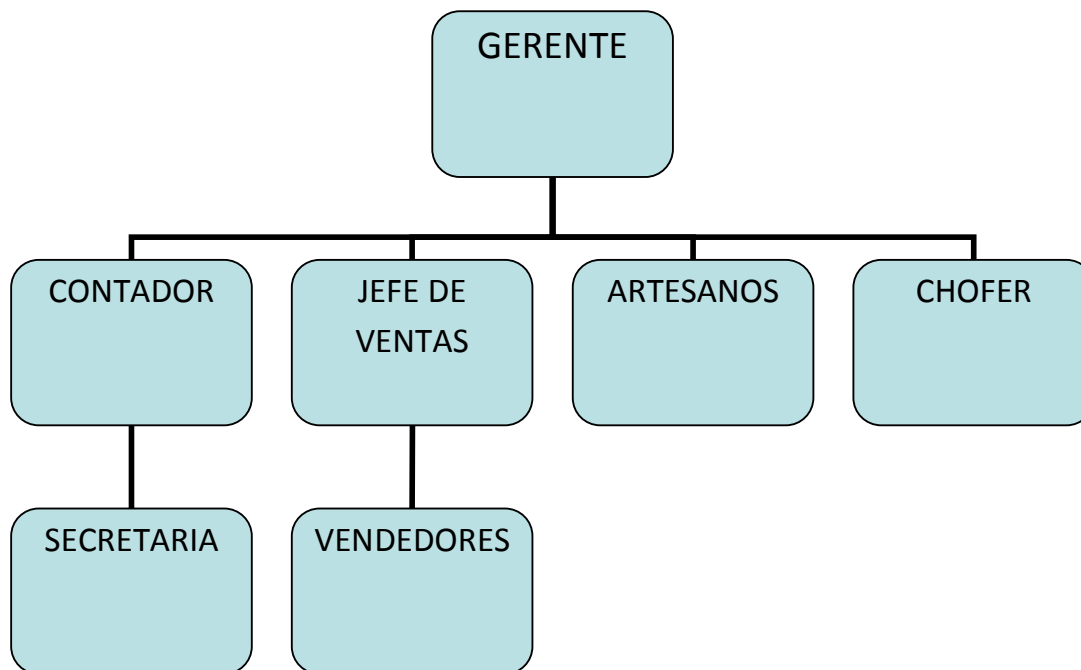 GERENTE
CONTADOR
JEFE DE
VENTAS
ARTESANOS
CHOFER
SECRETARIA
VENDEDORES